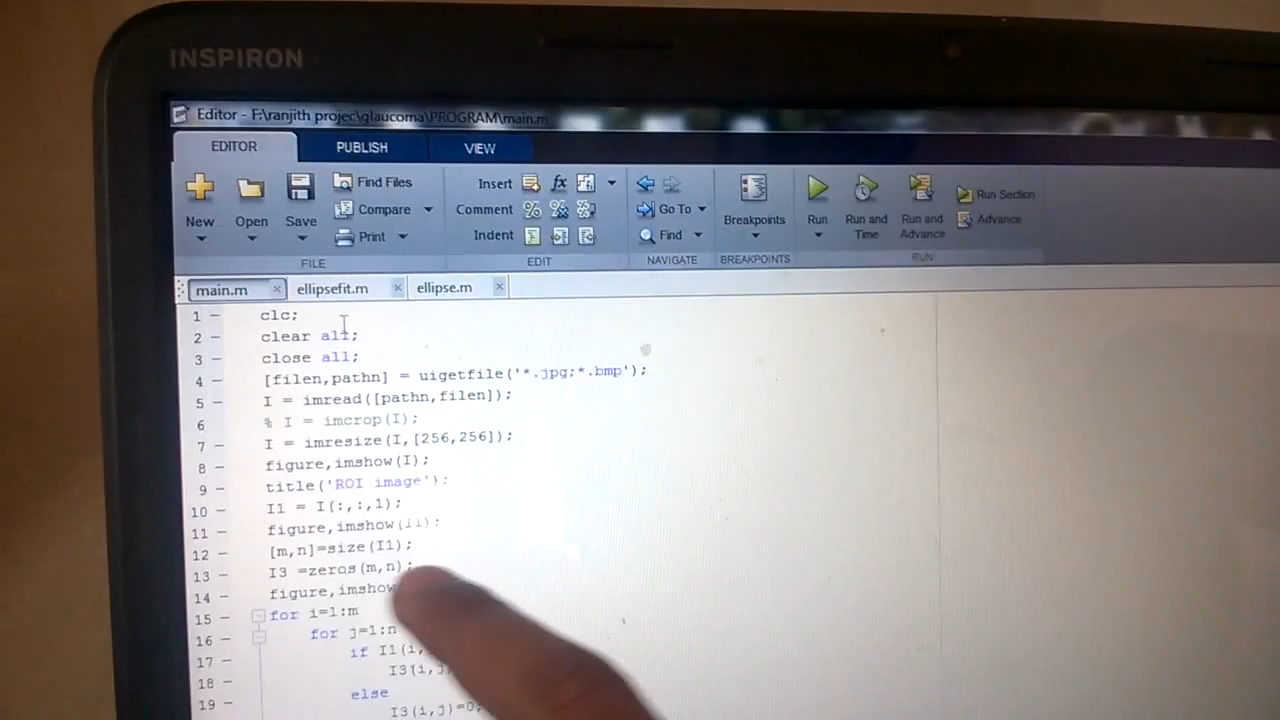 INSPIRON
Editor - F:\ranjith projec\glaucoma\PROGRAM\main.m
EDITOR PUBLISH VIEW
New Open Save Find Files Compare Print
Insert Comment Indent
Go To Find
Breakpoints
Run Run and Time Run and Advance Run Section Advance
FILE EDIT NAVIGATE BREAKPOINTS RUN
main.m × ellipsefit.m × ellipse.m ×
1 – clc;
2 – clear all;
3 – close all;
4 – [filen,pathn] = uigetfile('*.jpg;*.bmp');
5 – I = imread([pathn,filen]);
6 % I = imcrop(I);
7 – I = imresize(I,[256,256]);
8 – figure,imshow(I);
9 – title('ROI image');
10 – I1 = I(:,:,1);
11 – figure,imshow(I1);
12 – [m,n]=size(I1);
13 – I3 =zeros(m,n);
14 – figure,imshow
15 – for i=1:m
16 – for j=1:n
17 – if I1(i,
18 – I3(i,j)
19 – else
I3(i,j)=0;